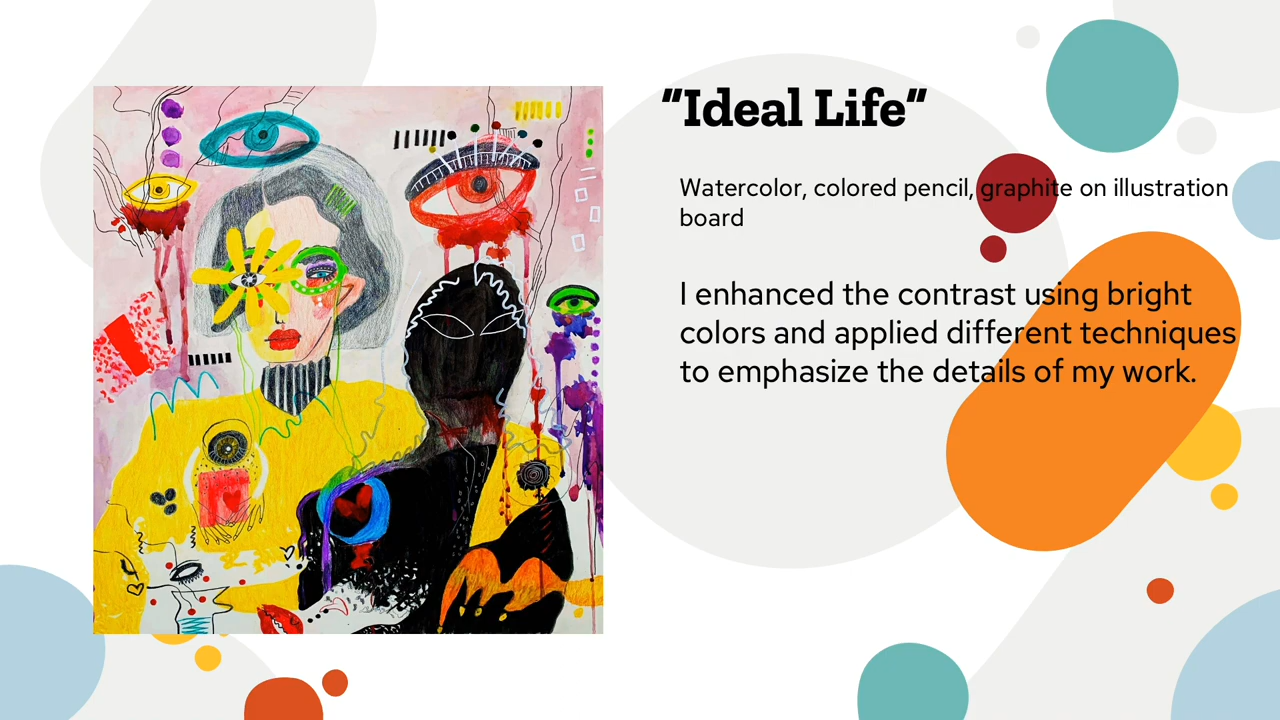 "Ideal Life"
Watercolor, colored pencil, graphite on illustration
board
I enhanced the contrast using bright
colors and applied different techniques
to emphasize the details of my work.